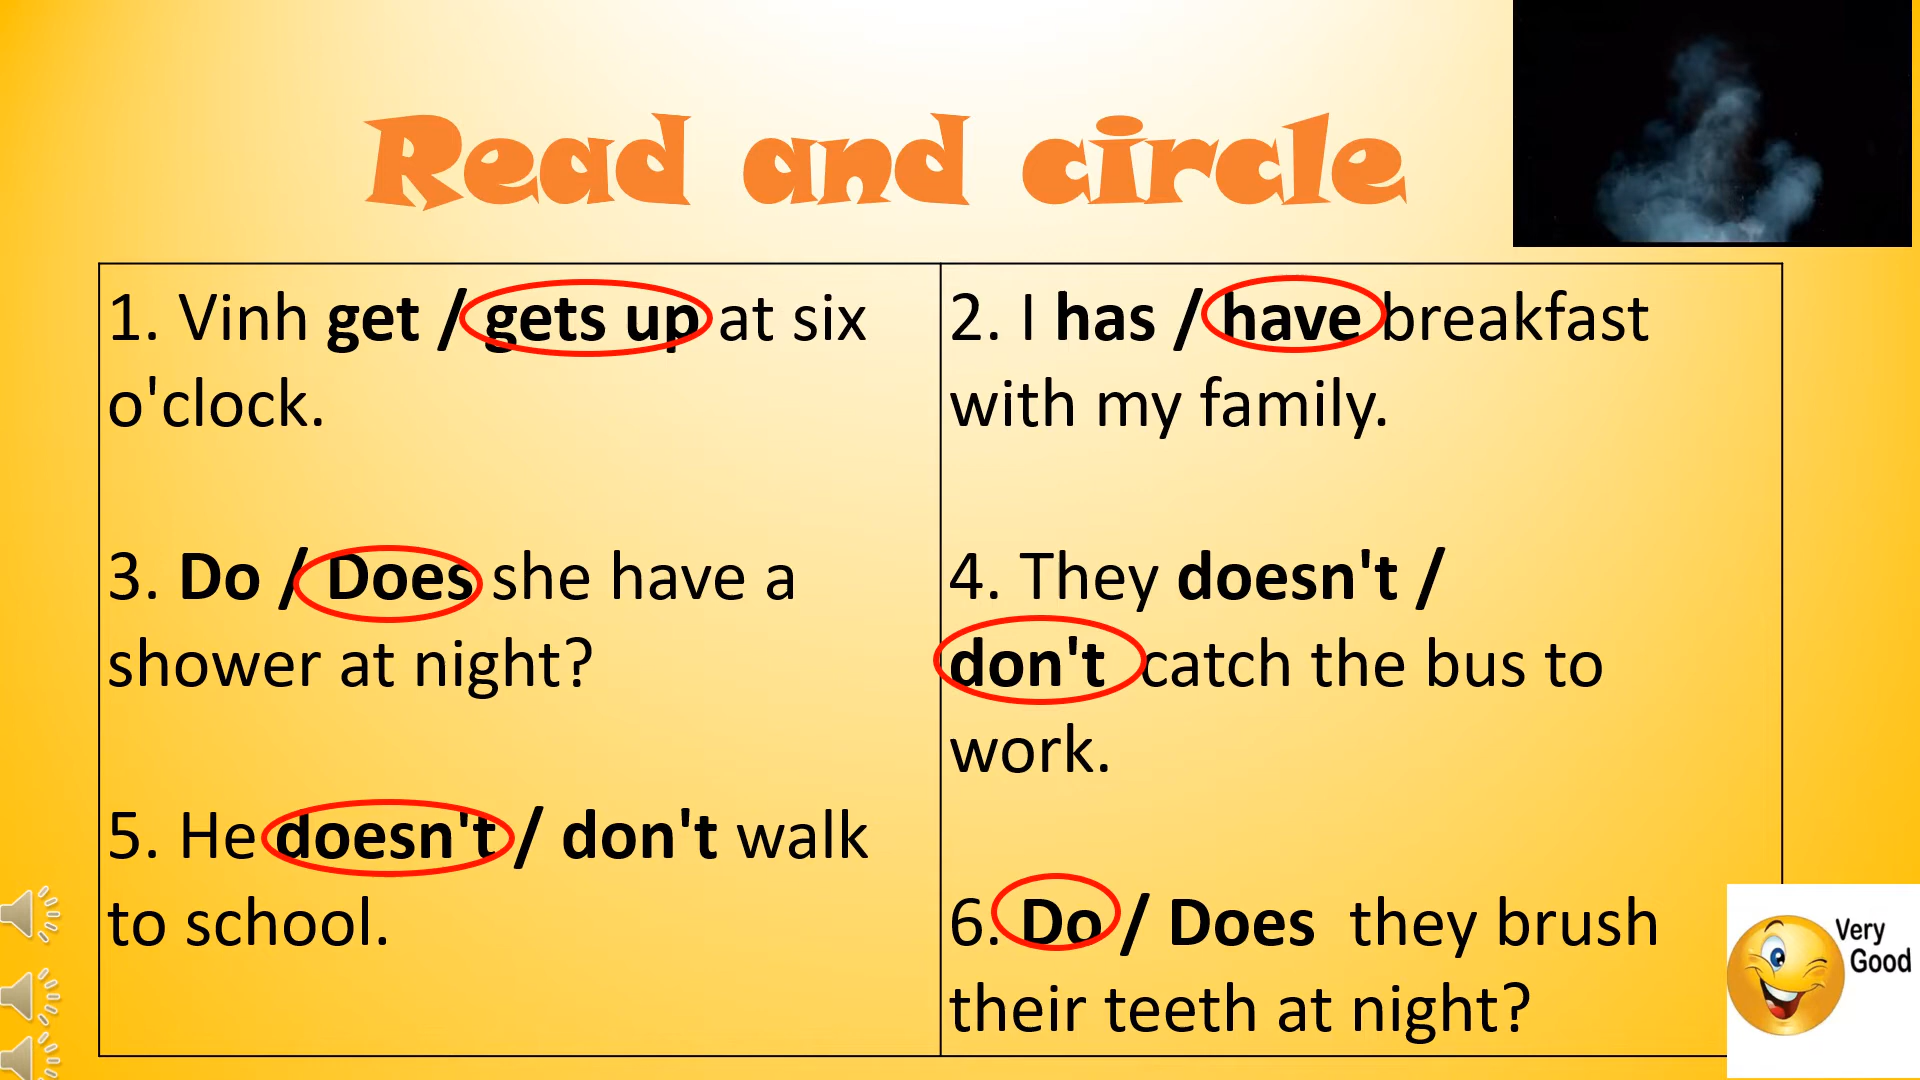 Read and circle
1. Vinh get / gets up at six
o'clock.
3. Do / Does she have a
shower at night?
5. He doesn't / don't walk
to school.
2. I has / have breakfast
with my family.
4. They doesn't /
don't catch the bus to
work.
6. Do / Does they brush
their teeth at night?
Very
Good